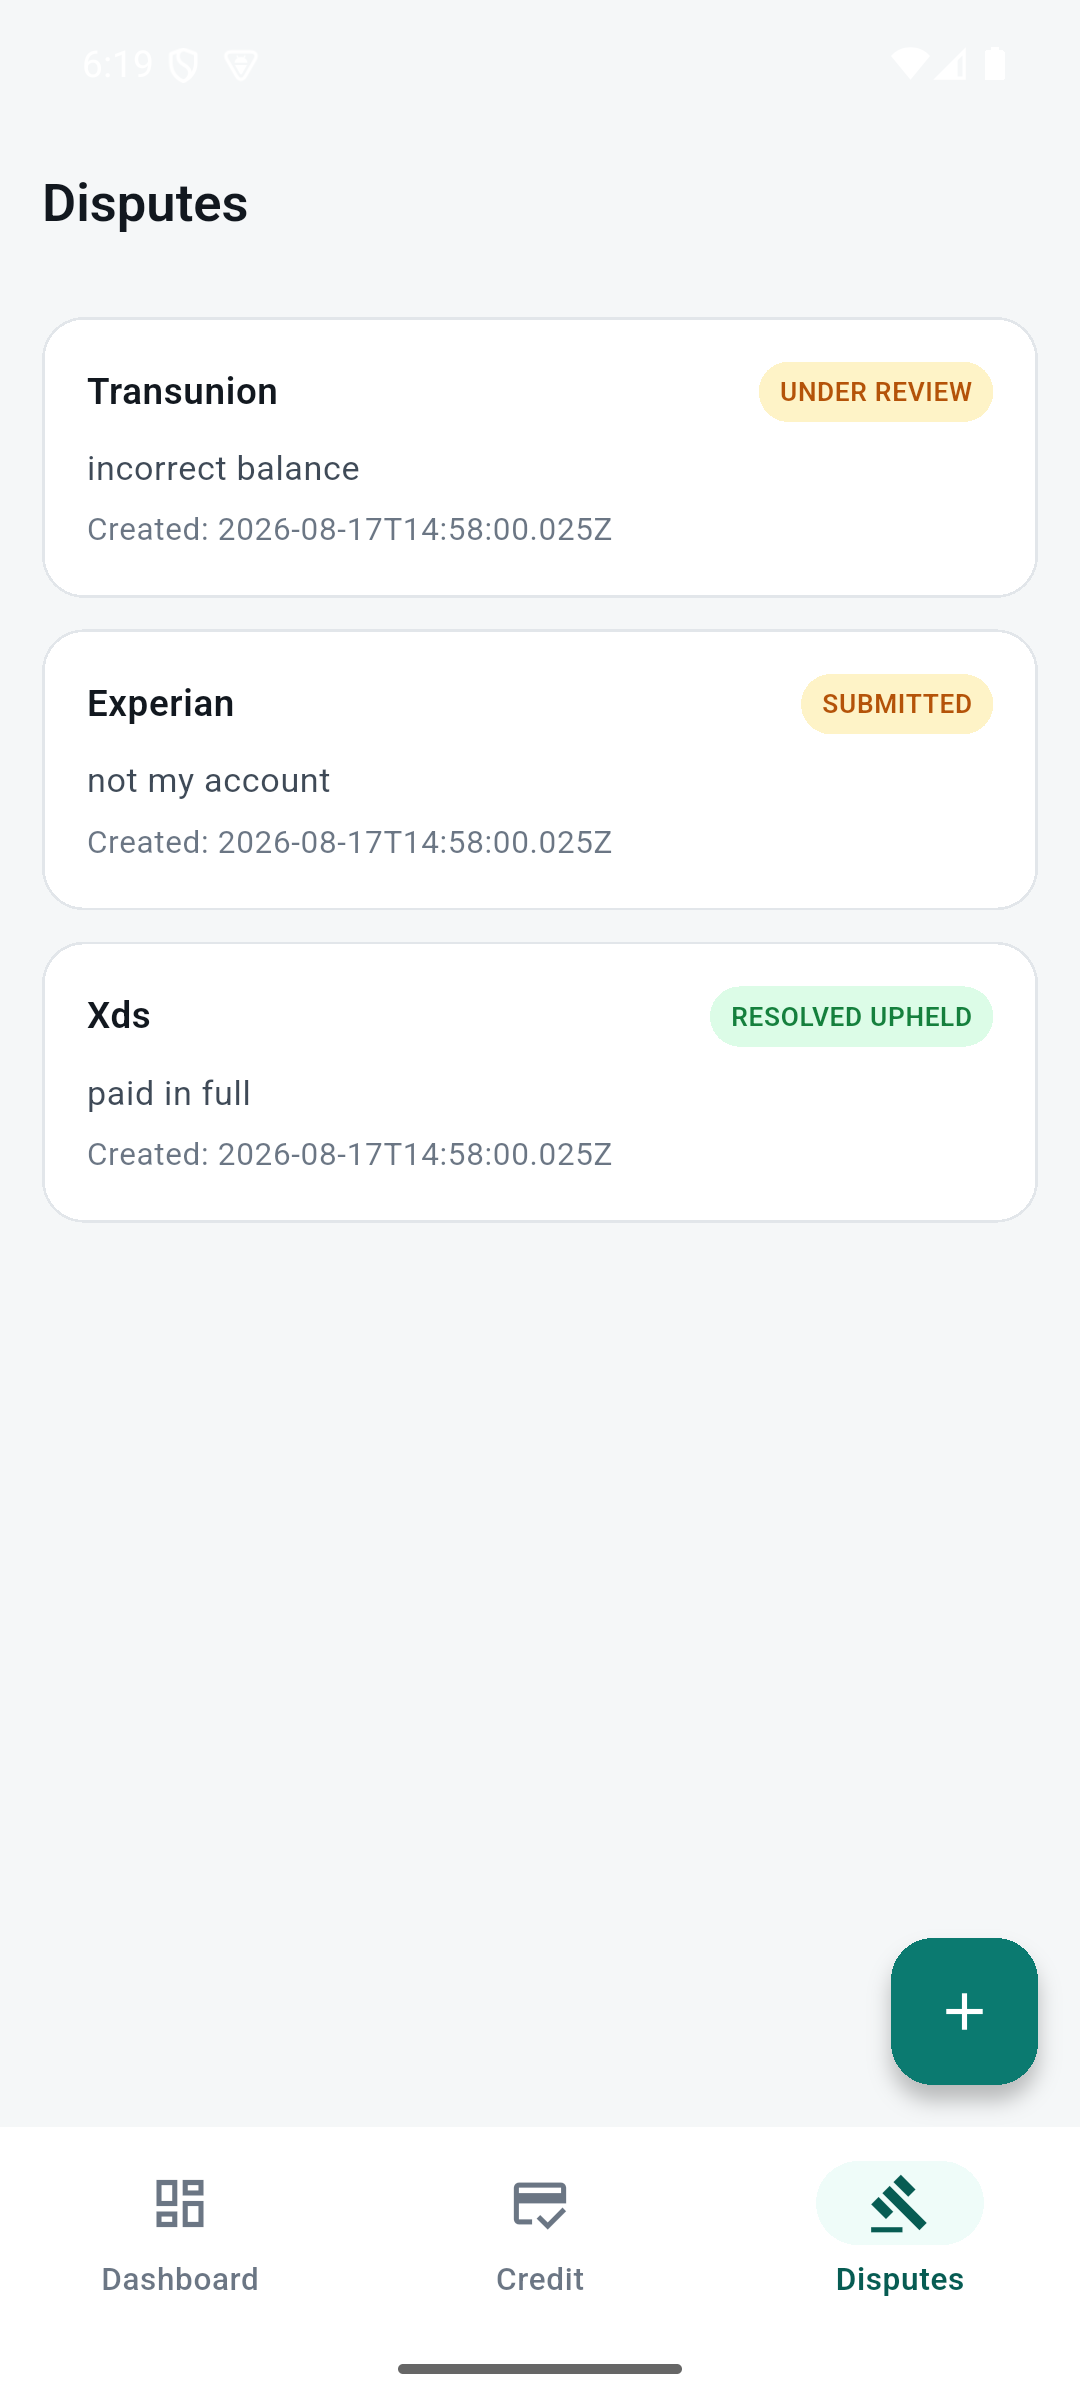 6:19
Disputes
Transunion
UNDER REVIEW
incorrect balance
Created: 2026-08-17T14:58:00.025Z
Experian
SUBMITTED
not my account
Created: 2026-08-17T14:58:00.025Z
Xds
RESOLVED UPHELD
paid in full
Created: 2026-08-17T14:58:00.025Z
Dashboard
Credit
Disputes